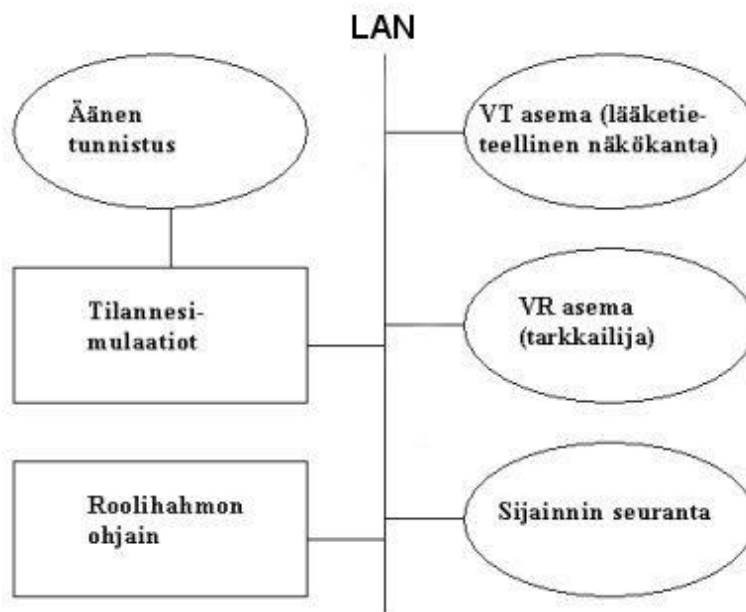 LAN
Äänen
tunnistus
VT asema (lääketie-
teellinen näkökanta)
Tilannesi-
mulaatiot
VR asema
(tarkkailija)
Roolihahmon
ohjain
Sijainnin seuranta